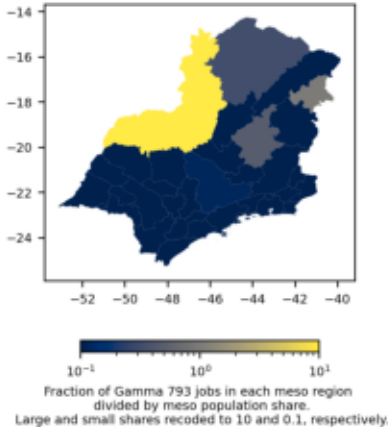 −14
−16
−18
−20
−22
−24
−52 −50 −48 −46 −44 −42 −40
10⁻¹ 10⁰ 10¹
Fraction of Gamma 793 jobs in each meso region
divided by meso population share.
Large and small shares recoded to 10 and 0.1, respectively.